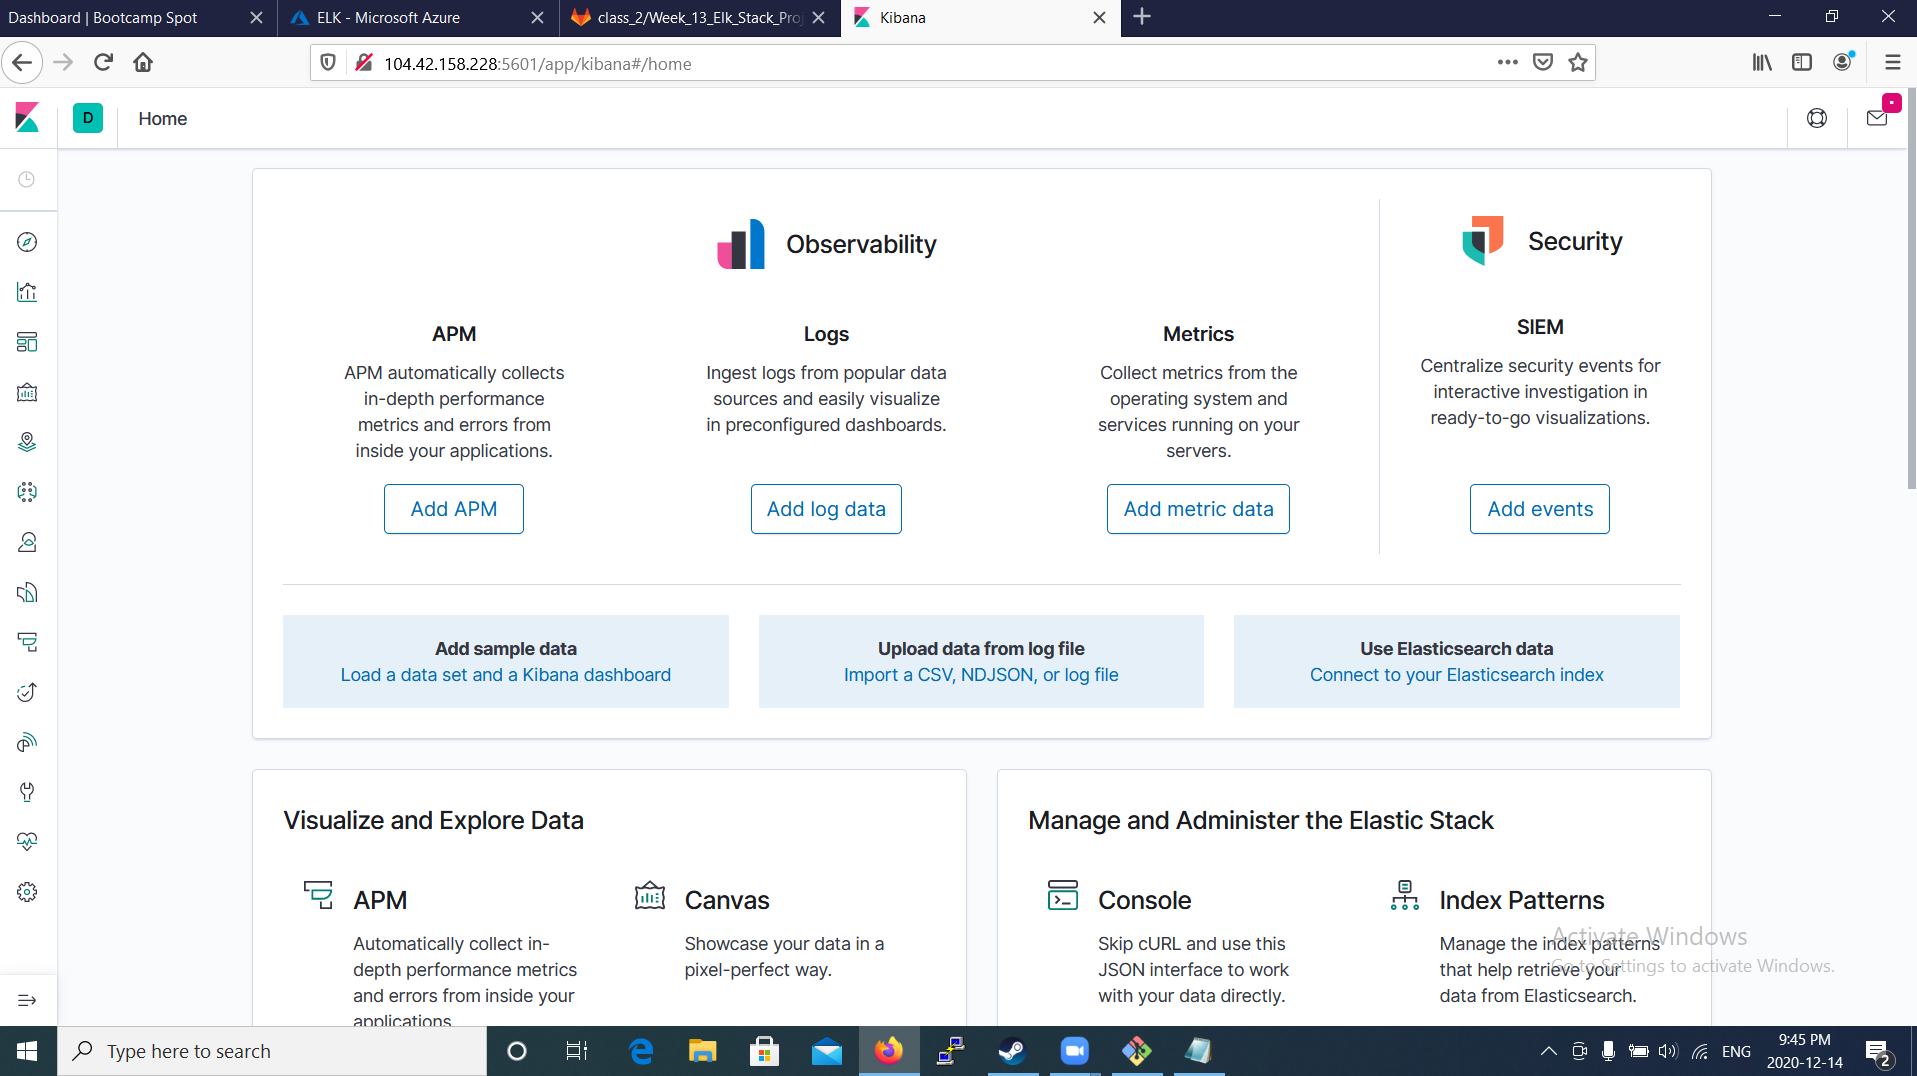 Dashboard | Bootcamp Spot
ELK - Microsoft Azure
class_2/Week_13_Elk_Stack_Proj
Kibana
104.42.158.228:5601/app/kibana#/home
D
Home
Observability
Security
APM
APM automatically collects
in-depth performance
metrics and errors from
inside your applications.
Add APM
Logs
Ingest logs from popular data
sources and easily visualize
in preconfigured dashboards.
Add log data
Metrics
Collect metrics from the
operating system and
services running on your
servers.
Add metric data
SIEM
Centralize security events for
interactive investigation in
ready-to-go visualizations.
Add events
Add sample data
Load a data set and a Kibana dashboard
Upload data from log file
Import a CSV, NDJSON, or log file
Use Elasticsearch data
Connect to your Elasticsearch index
Visualize and Explore Data
APM
Automatically collect in-
depth performance metrics
and errors from inside your
applications
Canvas
Showcase your data in a
pixel-perfect way.
Manage and Administer the Elastic Stack
Console
Skip cURL and use this
JSON interface to work
with your data directly.
Index Patterns
Manage the index patterns
that help retrieve your
data from Elasticsearch.
Activate Windows
Go to Settings to activate Windows.
Type here to search
ENG
9:45 PM
2020-12-14
2